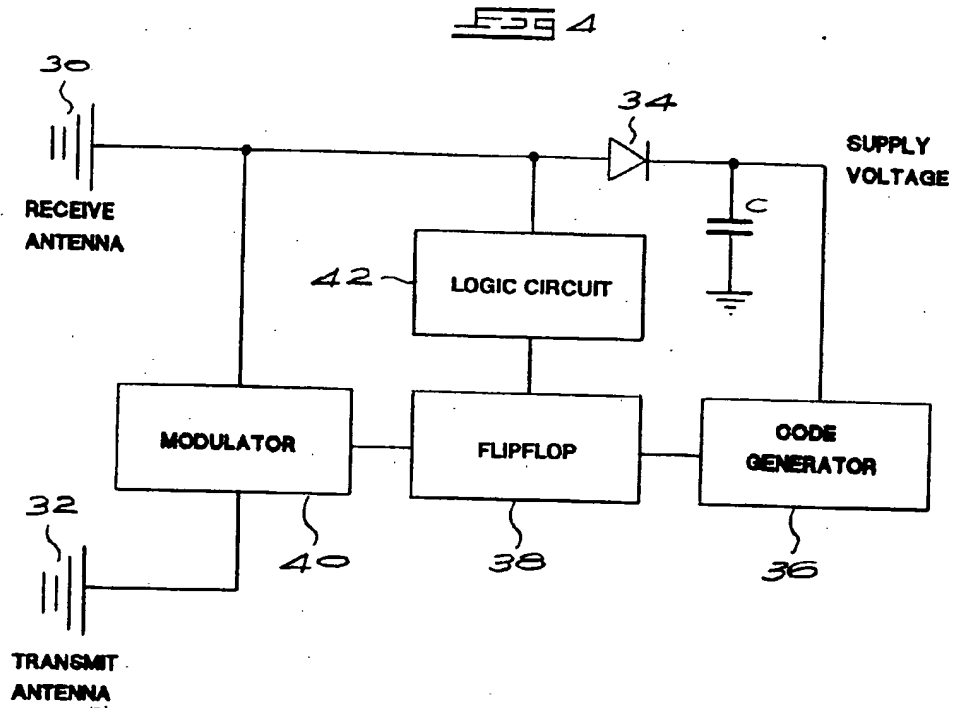 Fig 4
30
34
SUPPLY
VOLTAGE
C
RECEIVE
ANTENNA
42
LOGIC CIRCUIT
MODULATOR
FLIPFLOP
CODE
GENERATOR
32
40
38
36
TRANSMIT
ANTENNA